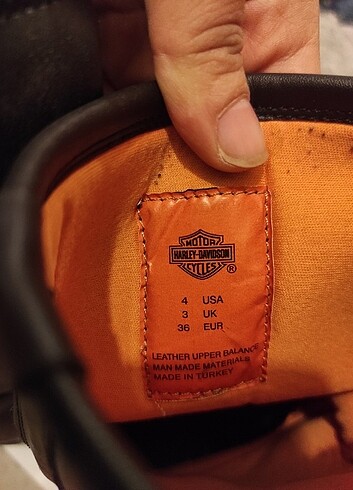 MOTOR
HARLEY-DAVIDSON
CYCLES ®
4 USA
3 UK
36 EUR
LEATHER UPPER BALANCE
MAN MADE MATERIALS
MADE IN TURKEY